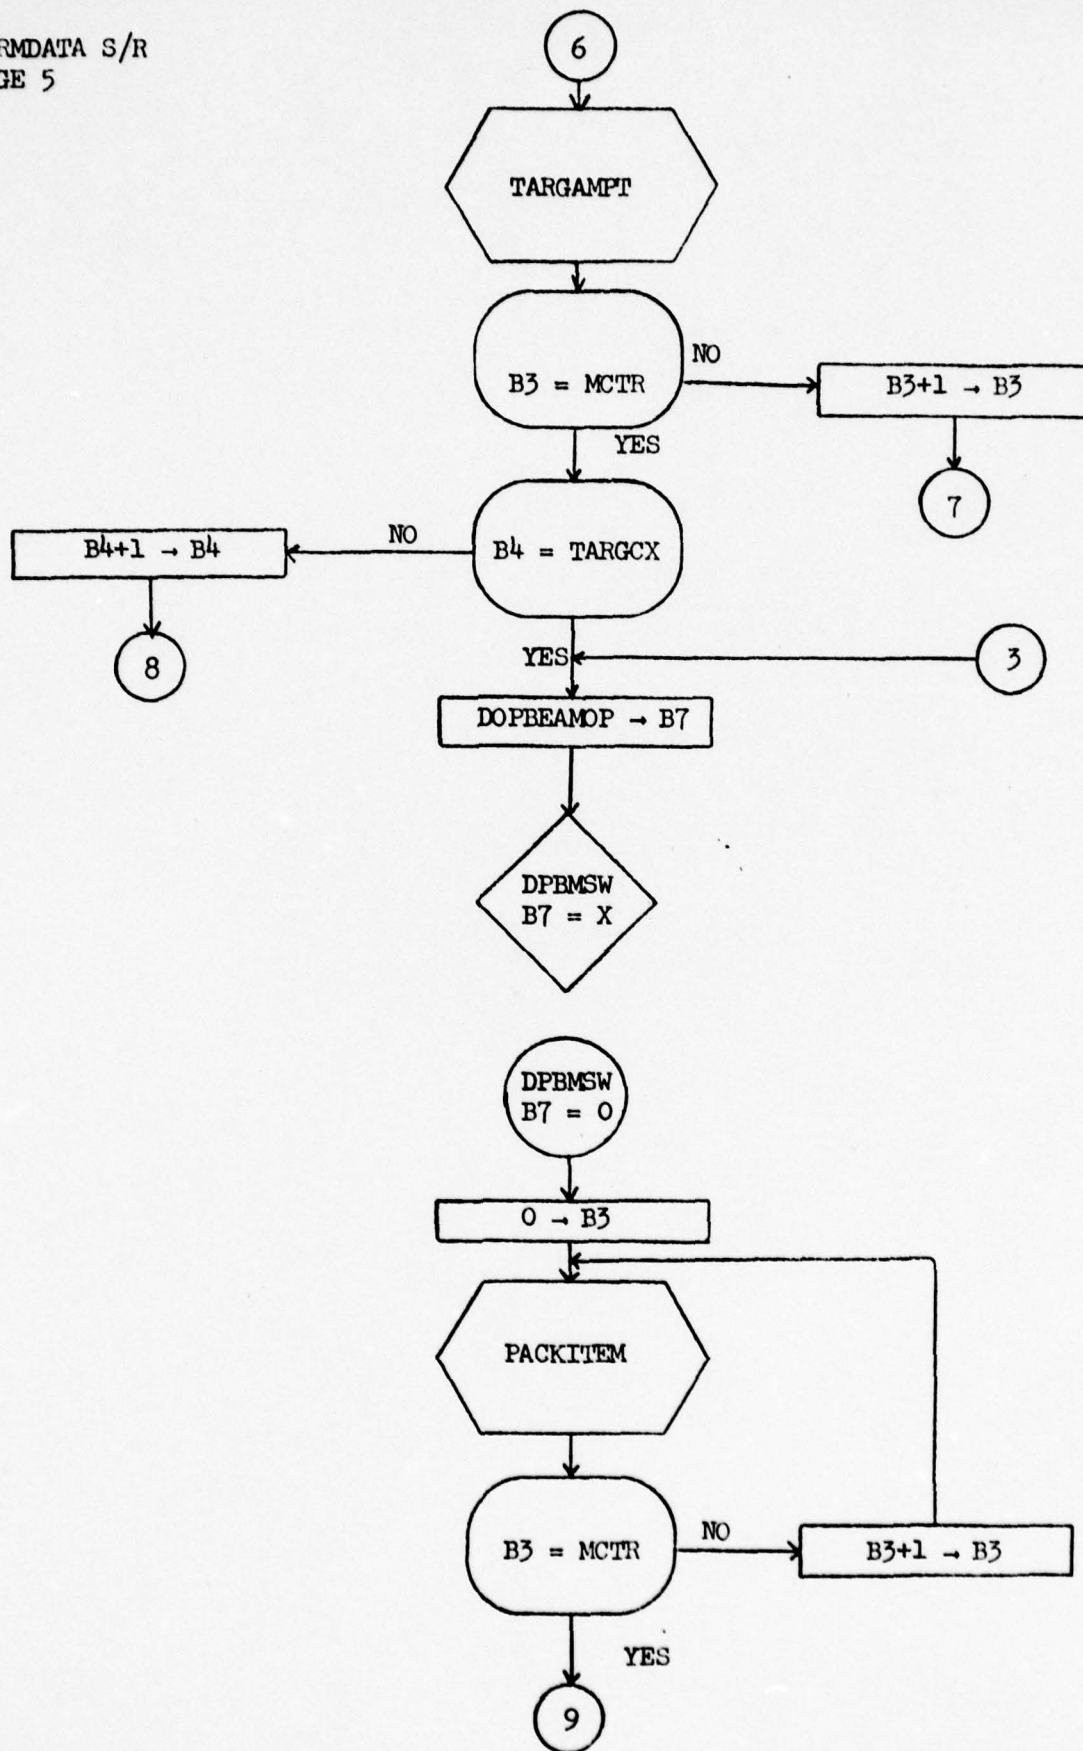 RMDATA S/R
GE 5
6
TARGAMPT
B3 = MCTR
NO
B3+1 → B3
YES
7
B4 = TARGCX
NO
B4+1 → B4
8
YES
3
DOPBEAMOP → B7
DPBMSW
B7 = X
DPBMSW
B7 = 0
0 → B3
PACKITEM
B3 = MCTR
NO
B3+1 → B3
YES
9